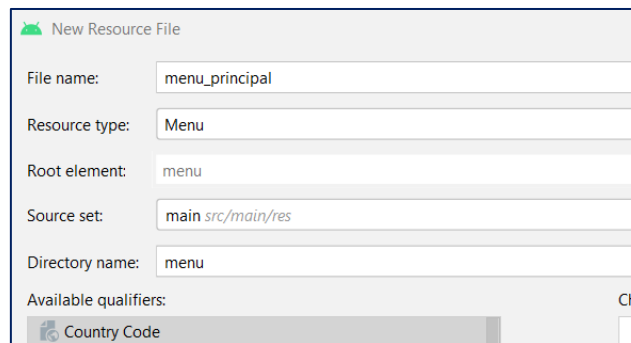 New Resource File
File name: menu_principal
Resource type: Menu
Root element: menu
Source set: main src/main/res
Directory name: menu
Available qualifiers:
Country Code